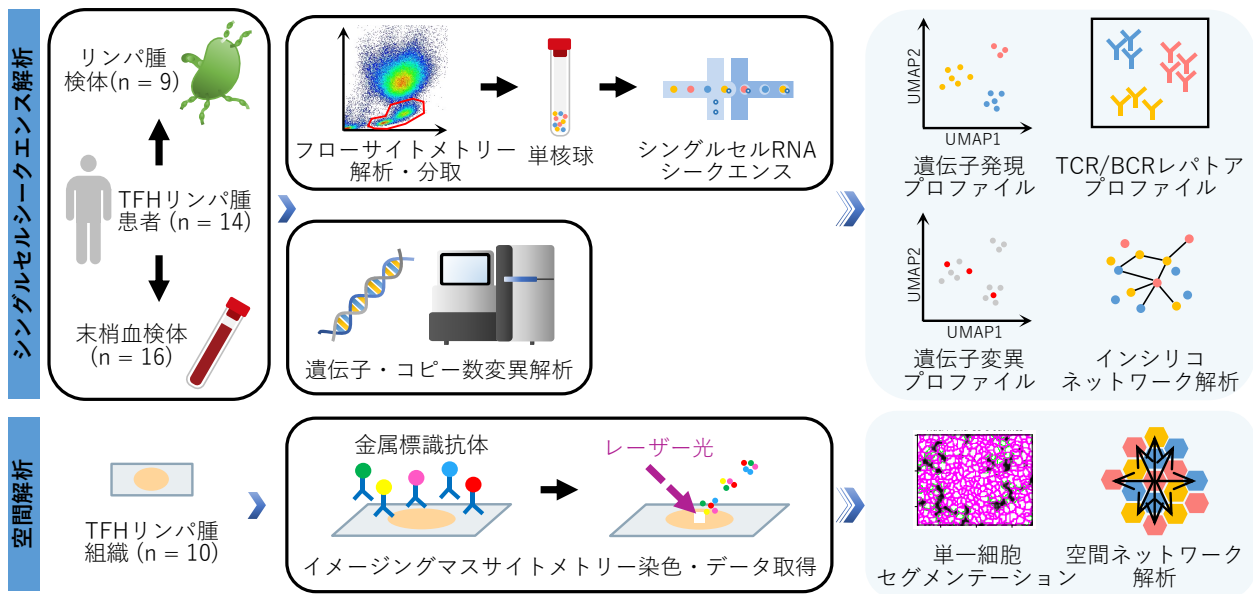 シングルセルシークエンス解析
リンパ腫
検体(n = 9)
TFHリンパ腫
患者 (n = 14)
末梢血検体
(n = 16)
フローサイトメトリー
解析・分取
単核球
シングルセルRNA
シークエンス
遺伝子・コピー数変異解析
UMAP2
UMAP1
遺伝子発現
プロファイル
TCR/BCRレパトア
プロファイル
UMAP2
UMAP1
遺伝子変異
プロファイル
インシリコ
ネットワーク解析
空間解析
TFHリンパ腫
組織 (n = 10)
金属標識抗体
レーザー光
イメージングマスサイトメトリー染色・データ取得
単一細胞
セグメンテーション
空間ネットワーク
解析